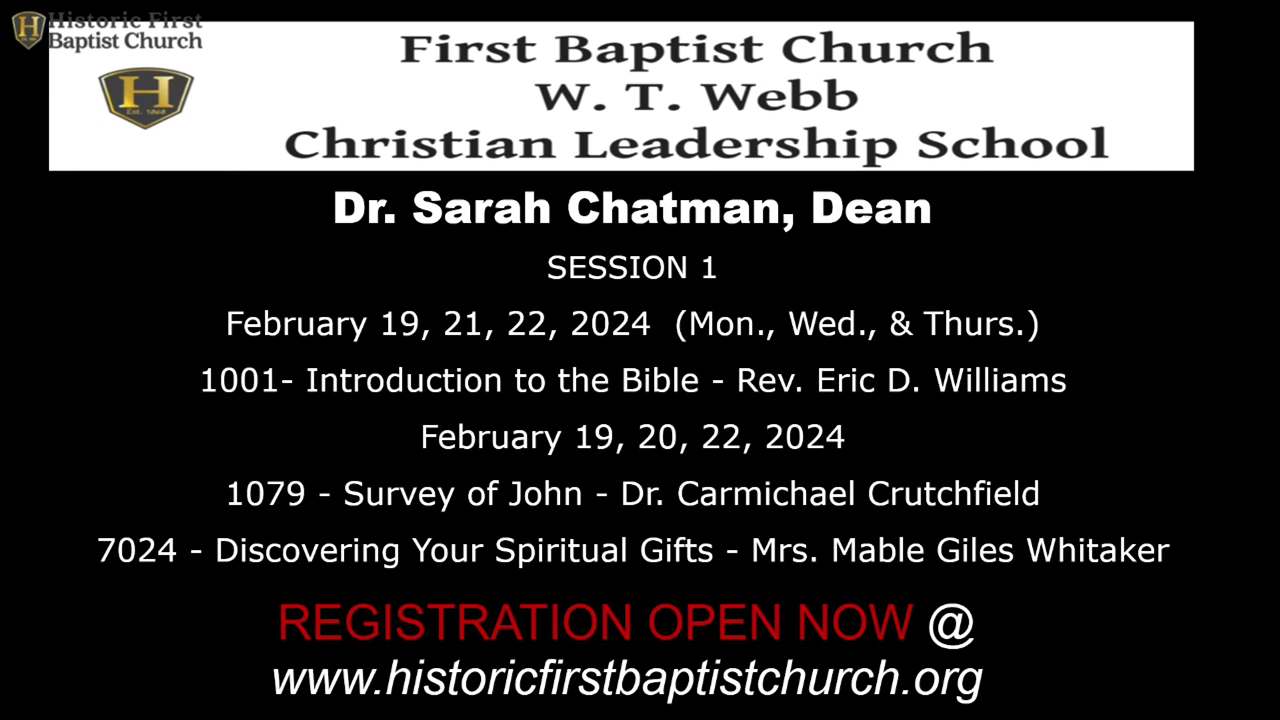 Historic First
Baptist Church
First Baptist Church
W. T. Webb
Christian Leadership School
H
Est. 1868
Dr. Sarah Chatman, Dean
SESSION 1
February 19, 21, 22, 2024 (Mon., Wed., & Thurs.)
1001- Introduction to the Bible - Rev. Eric D. Williams
February 19, 20, 22, 2024
1079 - Survey of John - Dr. Carmichael Crutchfield
7024 - Discovering Your Spiritual Gifts - Mrs. Mable Giles Whitaker
REGISTRATION OPEN NOW @
www.historicfirstbaptistchurch.org